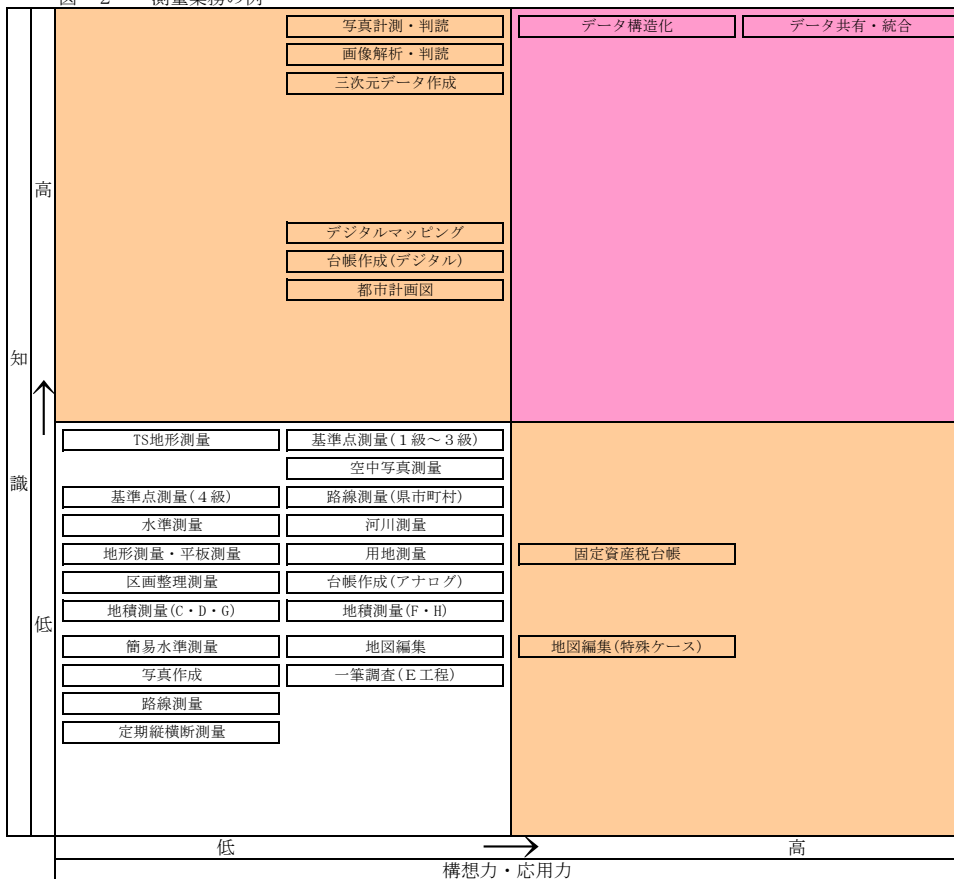 図－2　測量業務の例
写真計測・判読
データ構造化
データ共有・統合
画像解析・判読
三次元データ作成
高
デジタルマッピング
台帳作成(デジタル)
都市計画図
知
識
TS地形測量
基準点測量(1級～3級)
空中写真測量
基準点測量(4級)
路線測量(県市町村)
水準測量
河川測量
地形測量・平板測量
用地測量
固定資産税台帳
区画整理測量
台帳作成(アナログ)
地積測量(C・D・G)
地積測量(F・H)
低
簡易水準測量
地図編集
地図編集(特殊ケース)
写真作成
一筆調査(E工程)
路線測量
定期縦横断測量
低
高
構想力・応用力